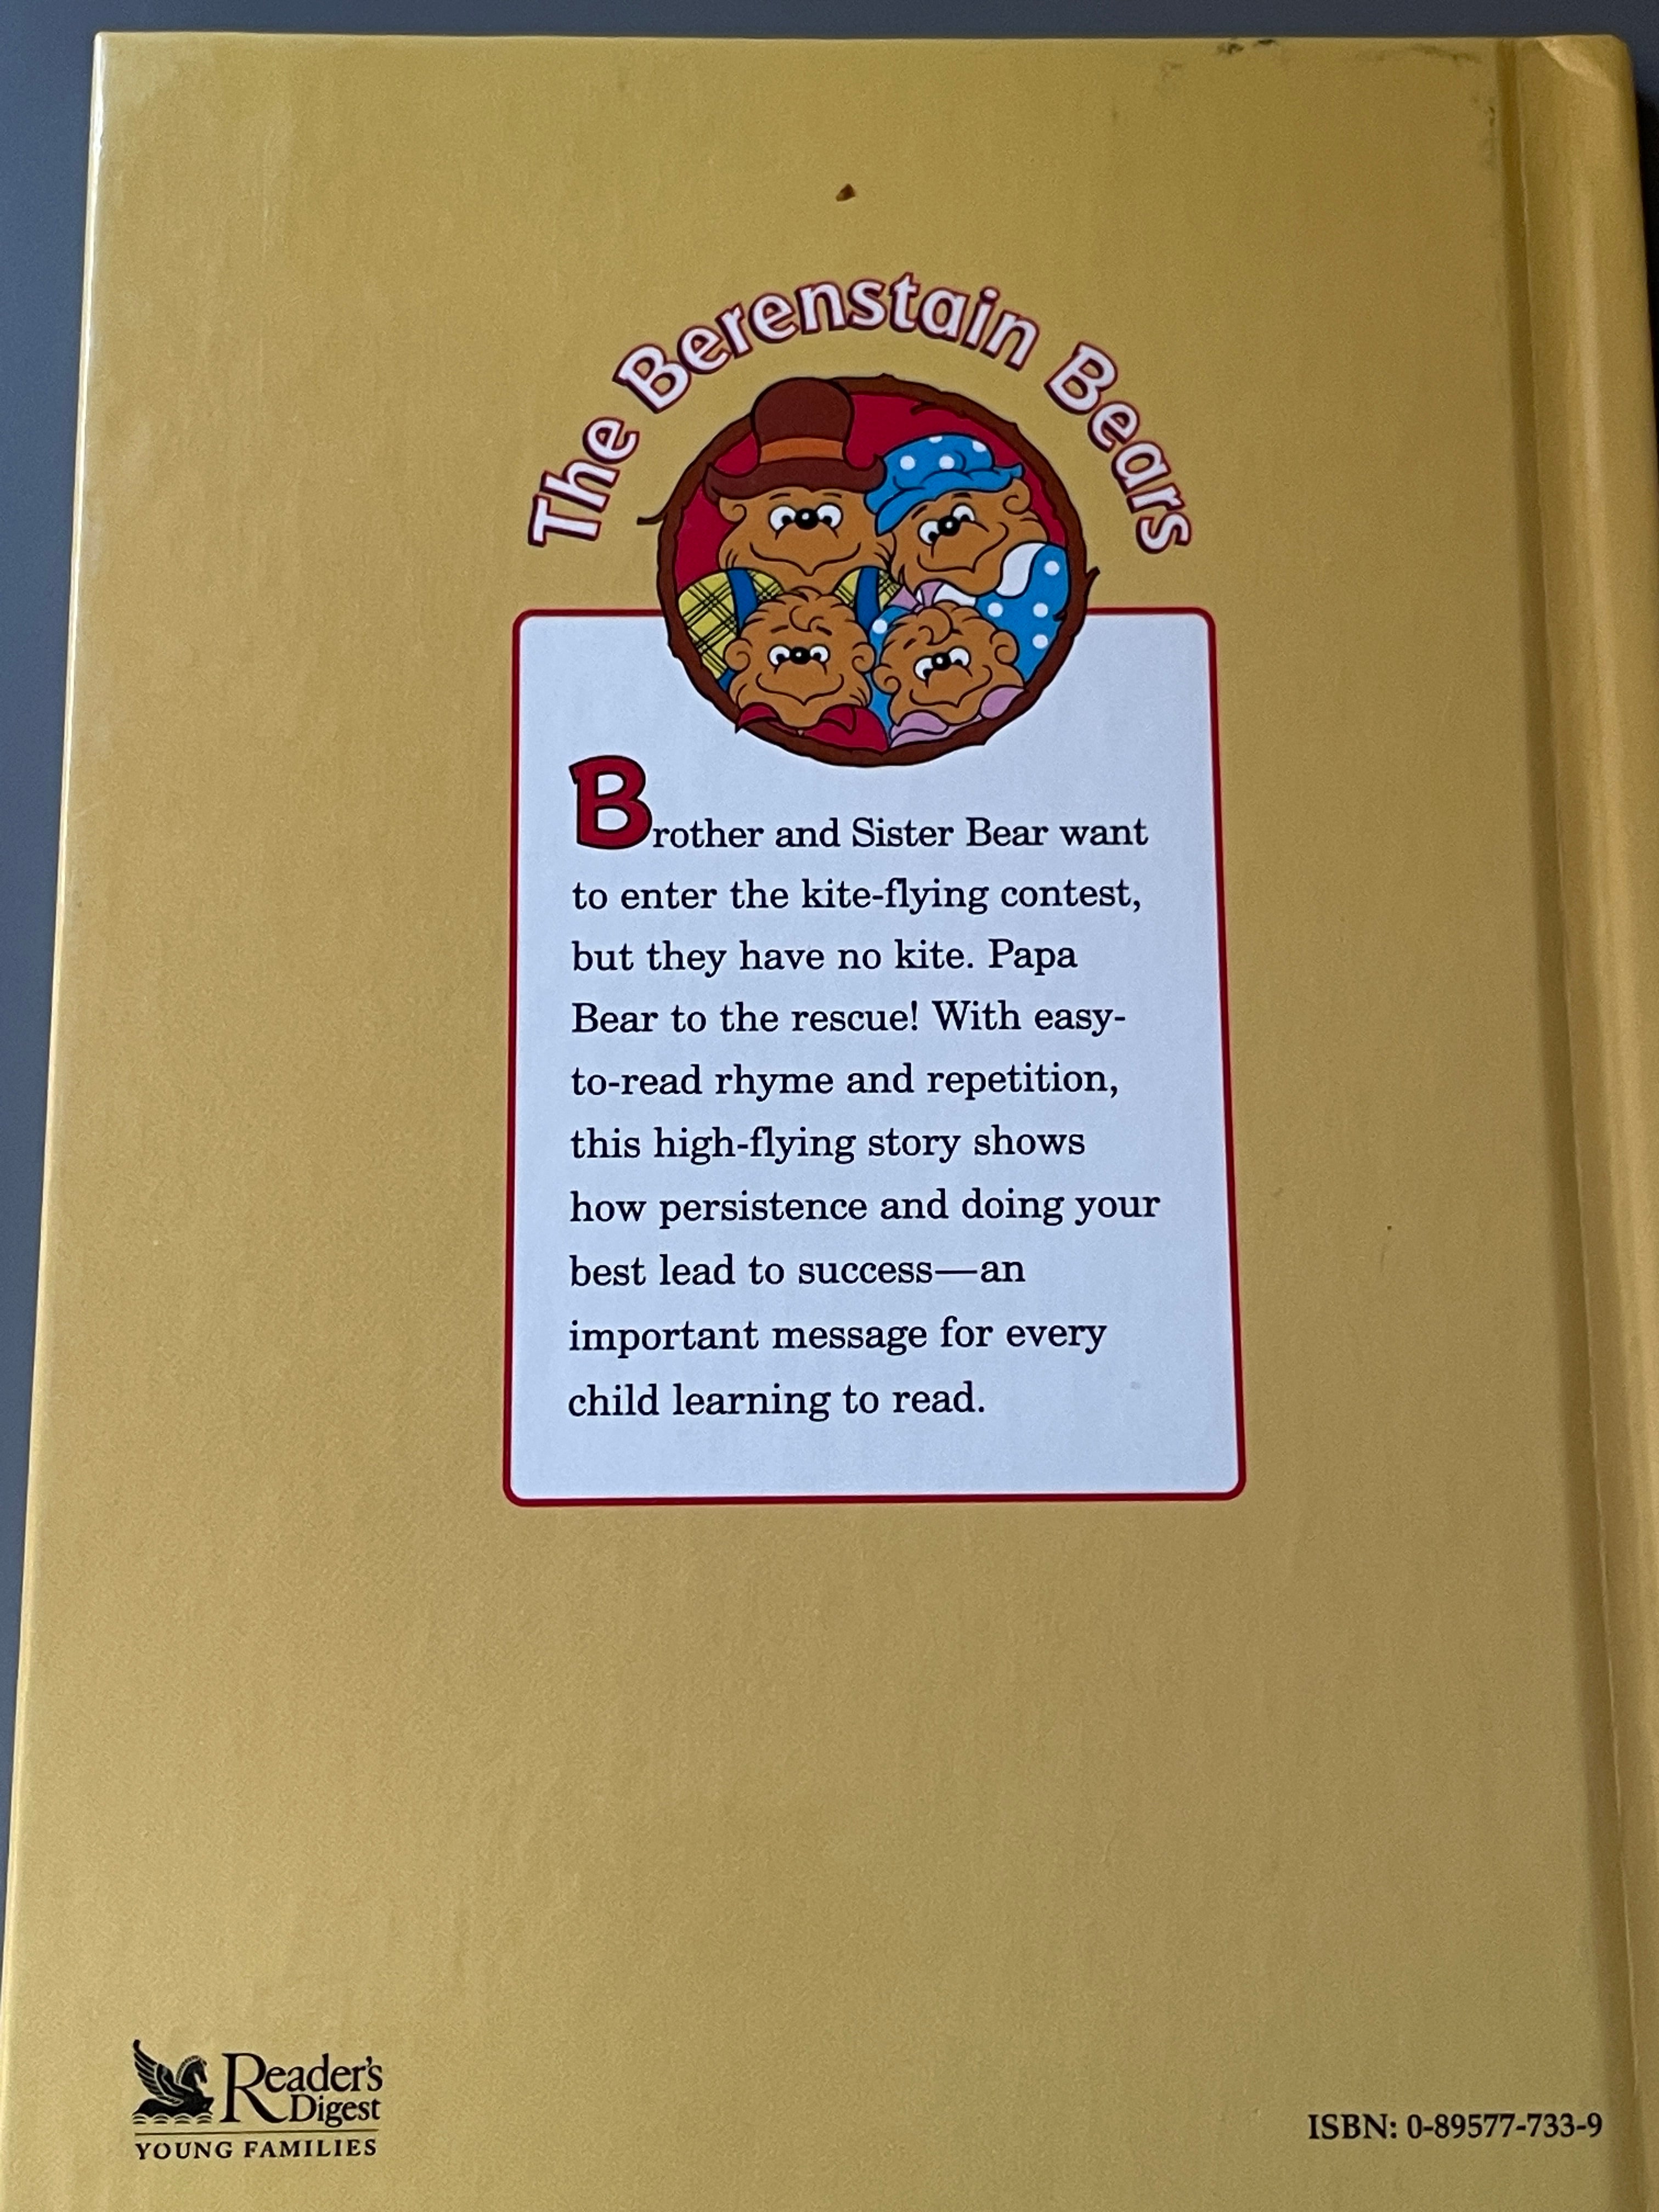 The Berenstain Bears
Brother and Sister Bear want
to enter the kite-flying contest,
but they have no kite. Papa
Bear to the rescue! With easy-
to-read rhyme and repetition,
this high-flying story shows
how persistence and doing your
best lead to success—an
important message for every
child learning to read.
Reader's
Digest
YOUNG FAMILIES
ISBN: 0-89577-733-9